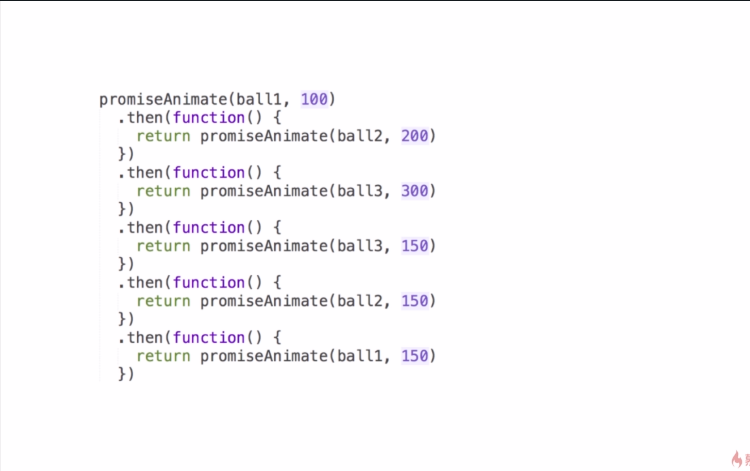 promiseAnimate(ball1, 100)
  .then(function() {
    return promiseAnimate(ball2, 200)
  })
  .then(function() {
    return promiseAnimate(ball3, 300)
  })
  .then(function() {
    return promiseAnimate(ball3, 150)
  })
  .then(function() {
    return promiseAnimate(ball2, 150)
  })
  .then(function() {
    return promiseAnimate(ball1, 150)
  })